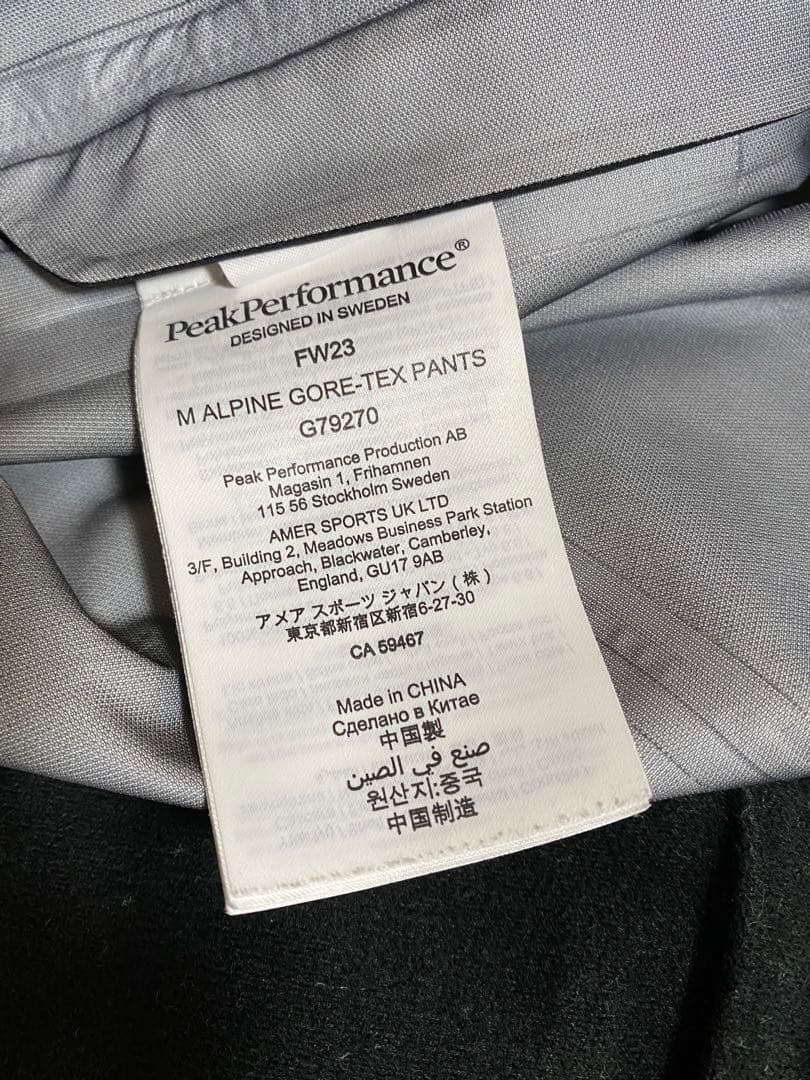 PeakPerformance®
DESIGNED IN SWEDEN
FW23
M ALPINE GORE-TEX PANTS
G79270
Peak Performance Production AB
Magasin 1, Frihamnen
115 56 Stockholm Sweden
AMER SPORTS UK LTD
3/F, Building 2, Meadows Business Park Station
Approach, Blackwater, Camberley,
England, GU17 9AB
アメア スポーツ ジャパン ( 株 )
東京都新宿区新宿6-27-30
CA 59467
Made in CHINA
Сделано в Китае
中国製
صنع في الصين
원산지:중국
中国制造